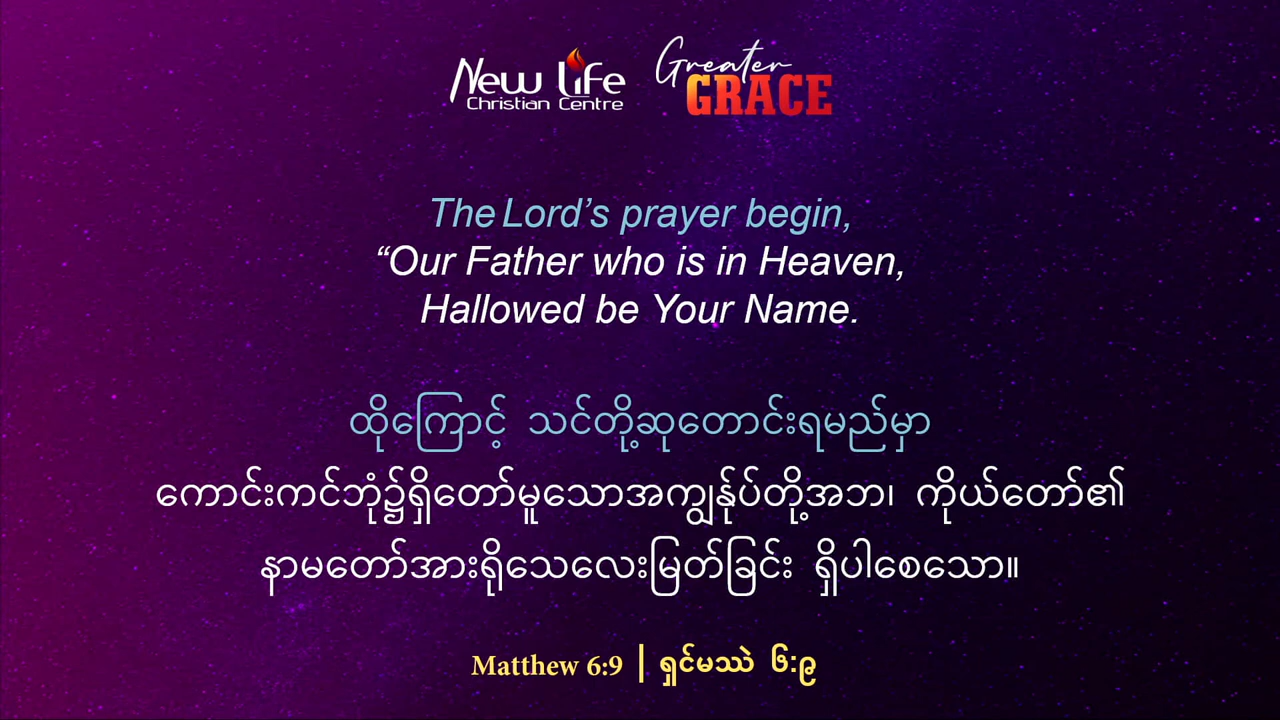 New Life
Christian Centre
Greater
GRACE
The Lord's prayer begin,
“Our Father who is in Heaven,
Hallowed be Your Name.
ထိုကြောင့် သင်တို့ဆုတောင်းရမည်မှာ
ကောင်းကင်ဘုံ၌ရှိတော်မူသောအကျွန်ုပ်တို့အဘ၊ ကိုယ်တော်၏
နာမတော်အားရိုသေလေးမြတ်ခြင်း ရှိပါစေသော။
Matthew 6:9 | ရှင်မဿဲ ၆:၉